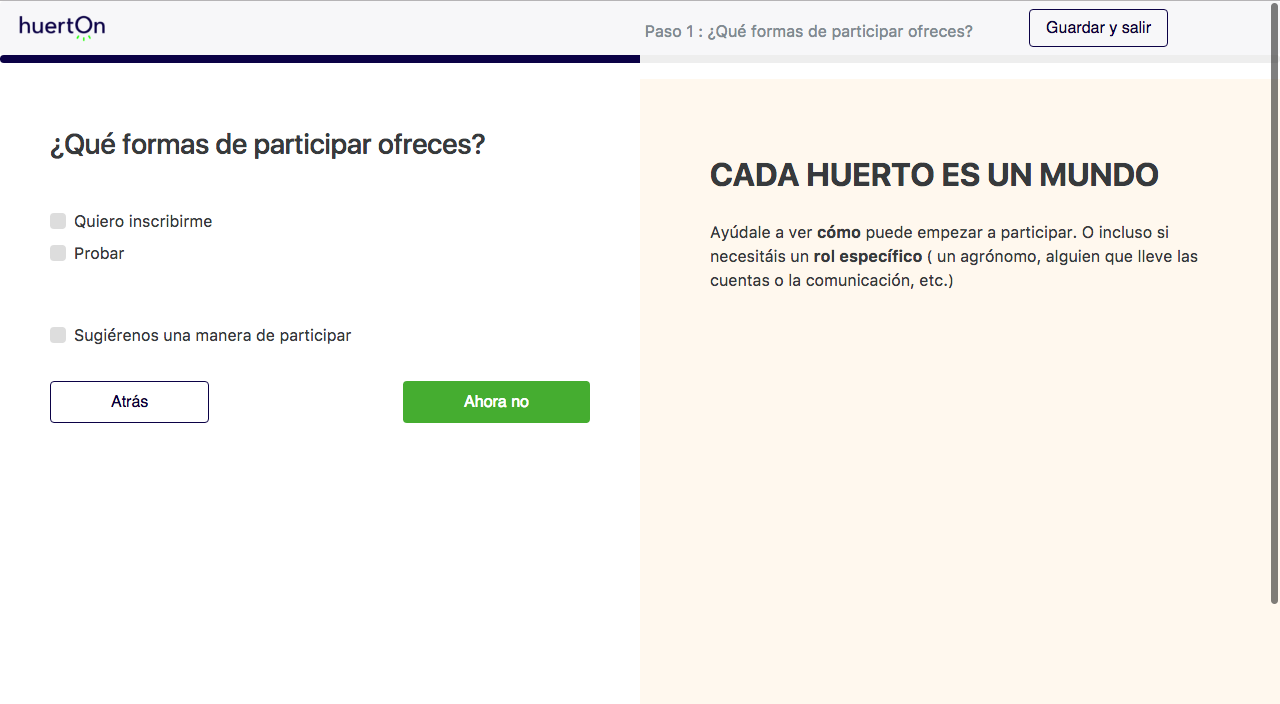 huertOn
Paso 1 : ¿Qué formas de participar ofreces?
Guardar y salir
¿Qué formas de participar ofreces?
Quiero inscribirme
Probar
Sugiérenos una manera de participar
Atrás
Ahora no
CADA HUERTO ES UN MUNDO
Ayúdale a ver cómo puede empezar a participar. O incluso si
necesitáis un rol específico ( un agrónomo, alguien que lleve las
cuentas o la comunicación, etc.)